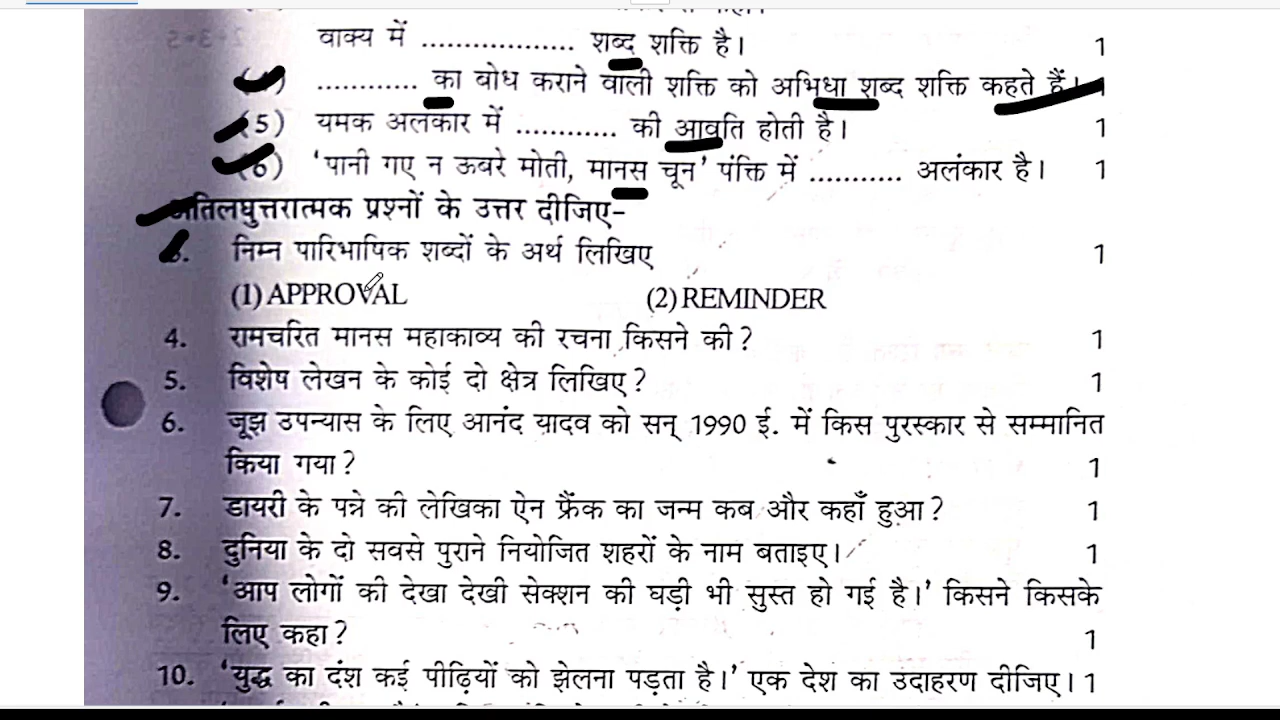 वाक्य में .................. शब्द शक्ति है। 1
............ का बोध कराने वाली शक्ति को अभिधा शब्द शक्ति कहते हैं।
(5) यमक अलंकार में ............ की आवृति होती है। 1
(6) ‘पानी गए न ऊबरे मोती, मानस चून’ पंक्ति में ........... अलंकार है। 1
अतिलघुत्तरात्मक प्रश्नों के उत्तर दीजिए-
3. निम्न पारिभाषिक शब्दों के अर्थ लिखिए 1
(1) APPROVAL (2) REMINDER
4. रामचरित मानस महाकाव्य की रचना किसने की? 1
5. विशेष लेखन के कोई दो क्षेत्र लिखिए? 1
6. जूझ उपन्यास के लिए आनंद यादव को सन् 1990 ई. में किस पुरस्कार से सम्मानित
किया गया? 1
7. डायरी के पन्ने की लेखिका ऐन फ्रैंक का जन्म कब और कहाँ हुआ? 1
8. दुनिया के दो सबसे पुराने नियोजित शहरों के नाम बताइए। 1
9. ‘आप लोगों की देखा देखी सेक्शन की घड़ी भी सुस्त हो गई है।’ किसने किसके
लिए कहा? 1
10. ‘युद्ध का दंश कई पीढ़ियों को झेलना पड़ता है।’ एक देश का उदाहरण दीजिए। 1